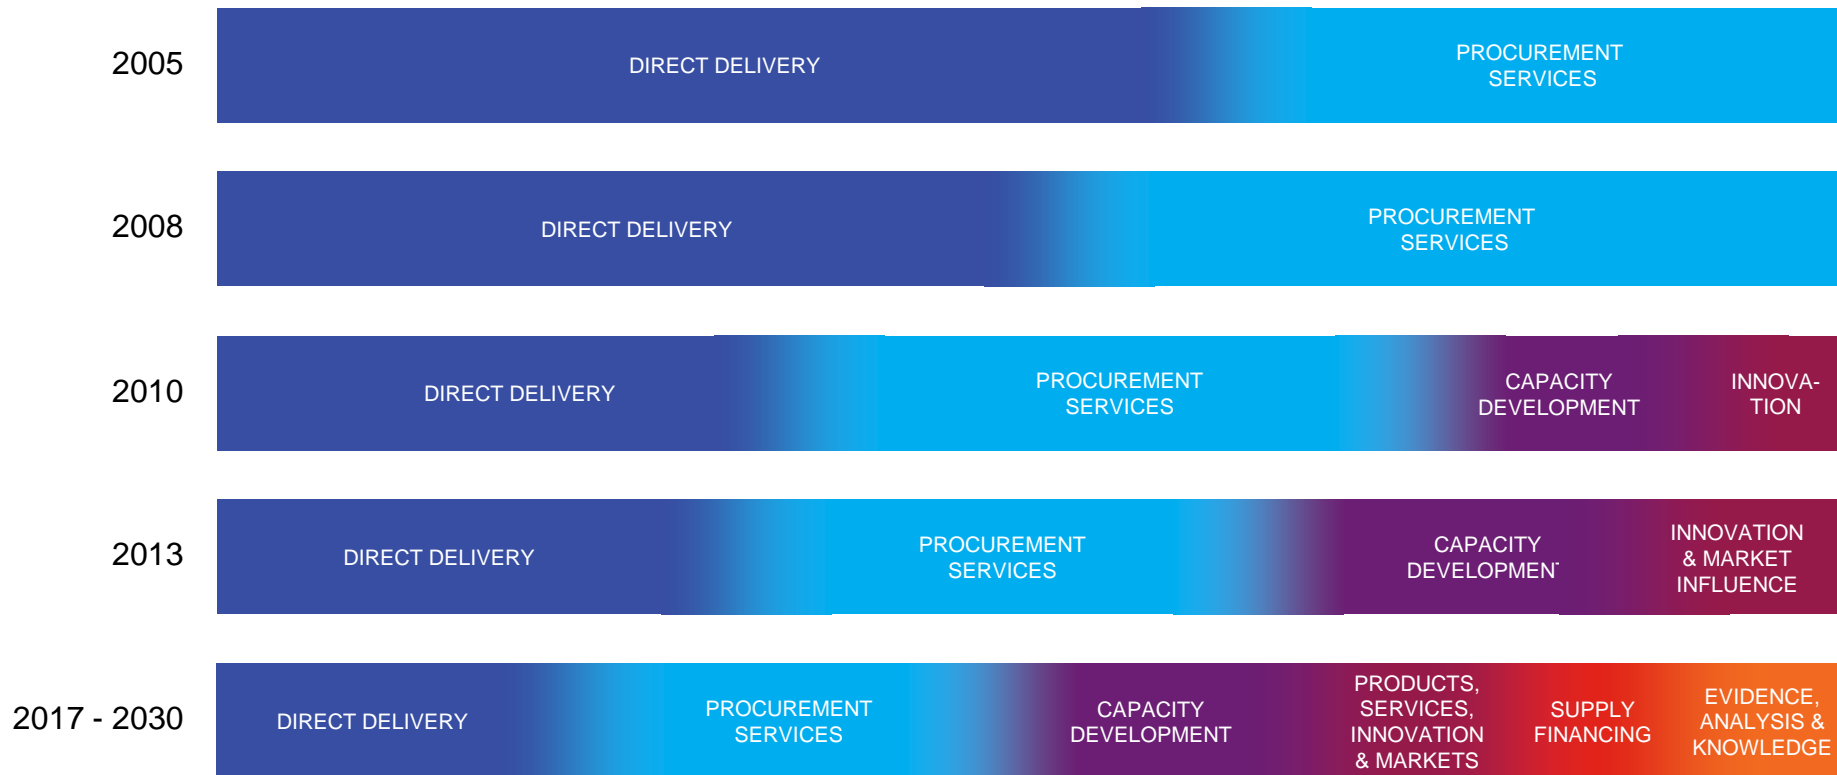 2005
DIRECT DELIVERY
PROCUREMENT
SERVICES
2008
DIRECT DELIVERY
PROCUREMENT
SERVICES
2010
DIRECT DELIVERY
PROCUREMENT
SERVICES
CAPACITY
DEVELOPMENT
INNOVA-
TION
2013
DIRECT DELIVERY
PROCUREMENT
SERVICES
CAPACITY
DEVELOPMENT
INNOVATION
& MARKET
INFLUENCE
2017 - 2030
DIRECT DELIVERY
PROCUREMENT
SERVICES
CAPACITY
DEVELOPMENT
PRODUCTS,
SERVICES,
INNOVATION
& MARKETS
SUPPLY
FINANCING
EVIDENCE,
ANALYSIS &
KNOWLEDGE